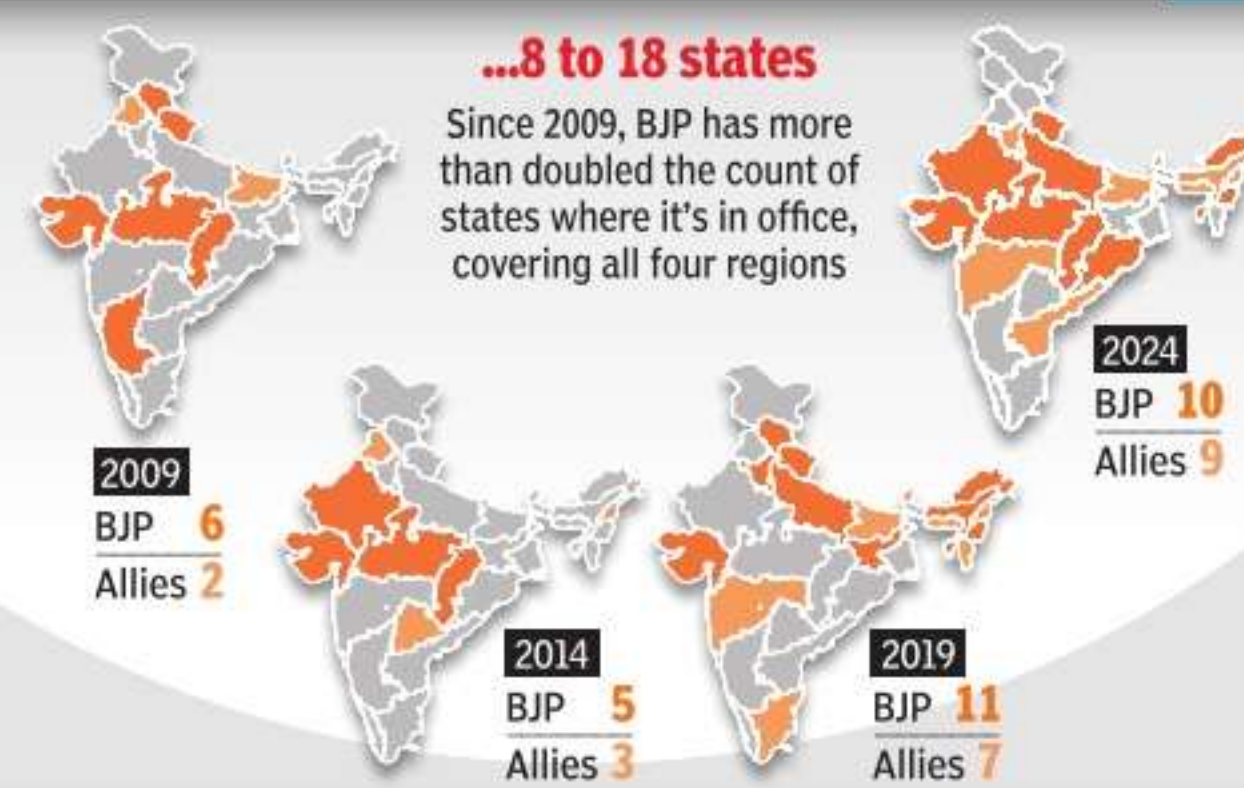 ...8 to 18 states
Since 2009, BJP has more
than doubled the count of
states where it's in office,
covering all four regions
2009
BJP 6
Allies 2
2014
BJP 5
Allies 3
2019
BJP 11
Allies 7
2024
BJP 10
Allies 9